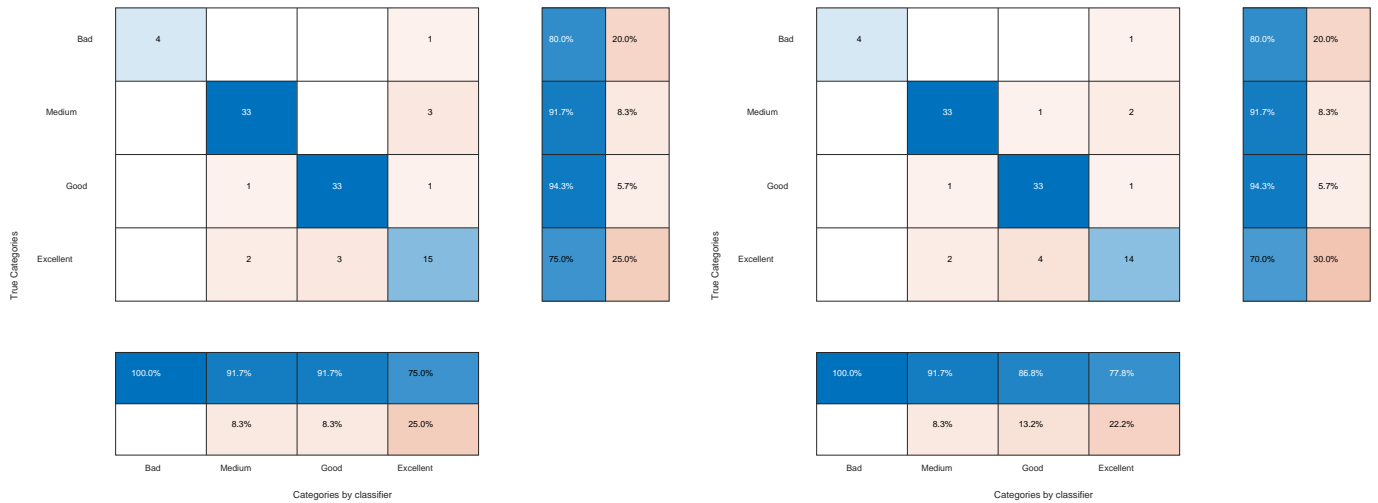 Bad 4 1 80.0% 20.0%
Medium 33 3 91.7% 8.3%
Good 1 33 1 94.3% 5.7%
Excellent 2 3 15 75.0% 25.0%
True Categories
100.0% 91.7% 91.7% 75.0%
8.3% 8.3% 25.0%
Bad Medium Good Excellent
Categories by classifier
Bad 4 1 80.0% 20.0%
Medium 33 1 2 91.7% 8.3%
Good 1 33 1 94.3% 5.7%
Excellent 2 4 14 70.0% 30.0%
True Categories
100.0% 91.7% 86.8% 77.8%
8.3% 13.2% 22.2%
Bad Medium Good Excellent
Categories by classifier